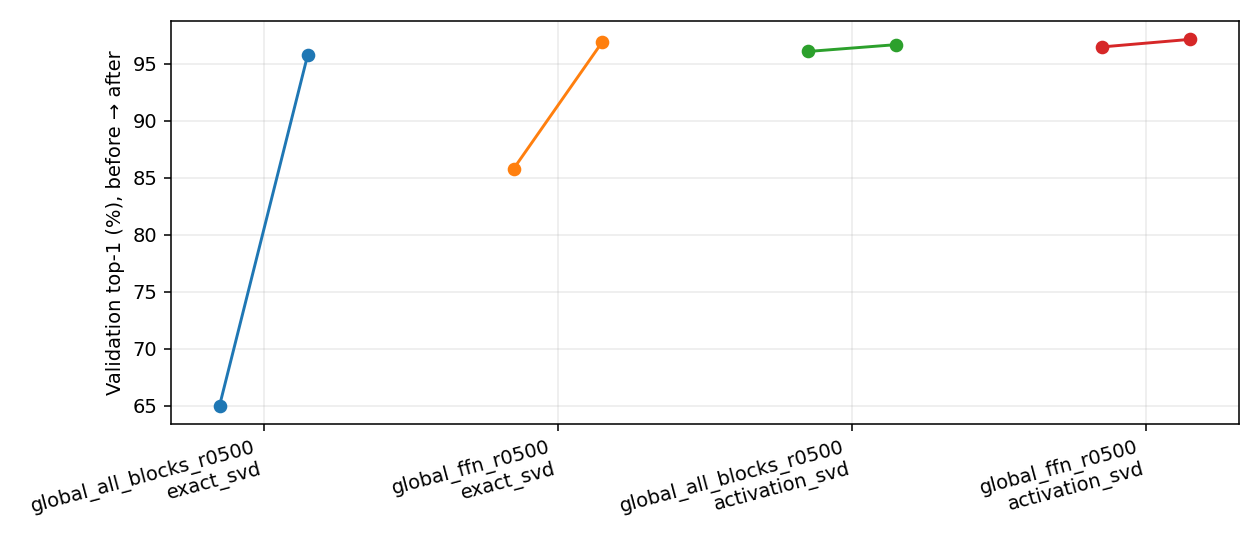 Validation top-1 (%), before → after
95
90
85
80
75
70
65
global_all_blocks_r0500
exact_svd
global_ffn_r0500
exact_svd
global_all_blocks_r0500
activation_svd
global_ffn_r0500
activation_svd